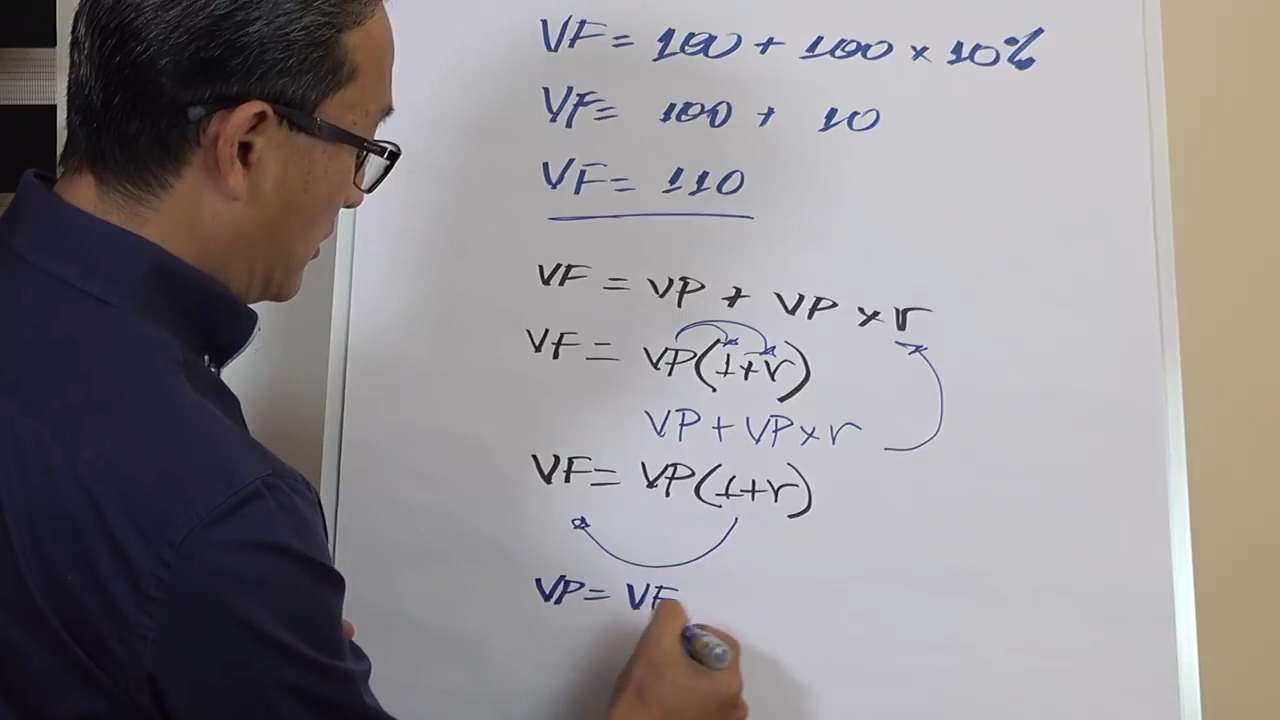 VF = 100 + 100 x 10%
VF = 100 + 10
VF = 110
VF = VP + VP x r
VF = VP(1+r)
VP + VP x r
VF = VP(1+r)
VP = VF